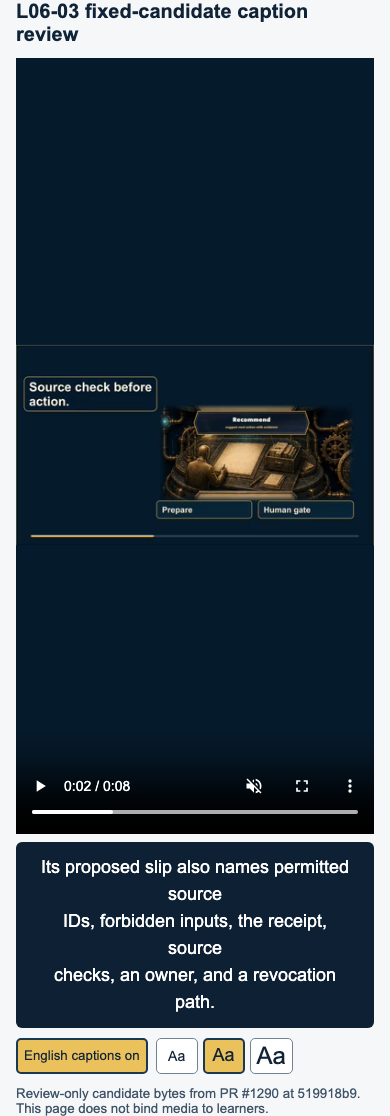 L06-03 fixed-candidate caption
review
Source check before
action.
Recommend
Prepare
Human gate
0:02 / 0:08
Its proposed slip also names permitted
source
IDs, forbidden inputs, the receipt,
source
checks, an owner, and a revocation
path.
English captions on
Aa
Aa
Aa
Review-only candidate bytes from PR #1290 at 519918b9.
This page does not bind media to learners.